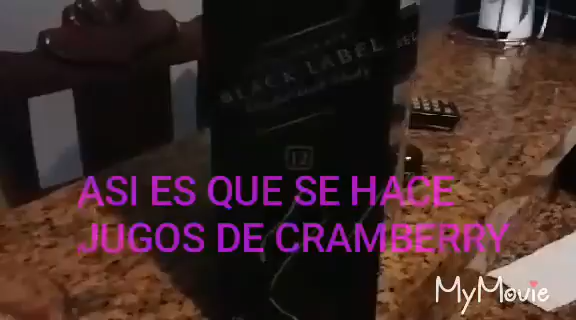 BLACK LABEL
12
ASI ES QUE SE HACE
JUGOS DE CRAMBERRY
MyMovie